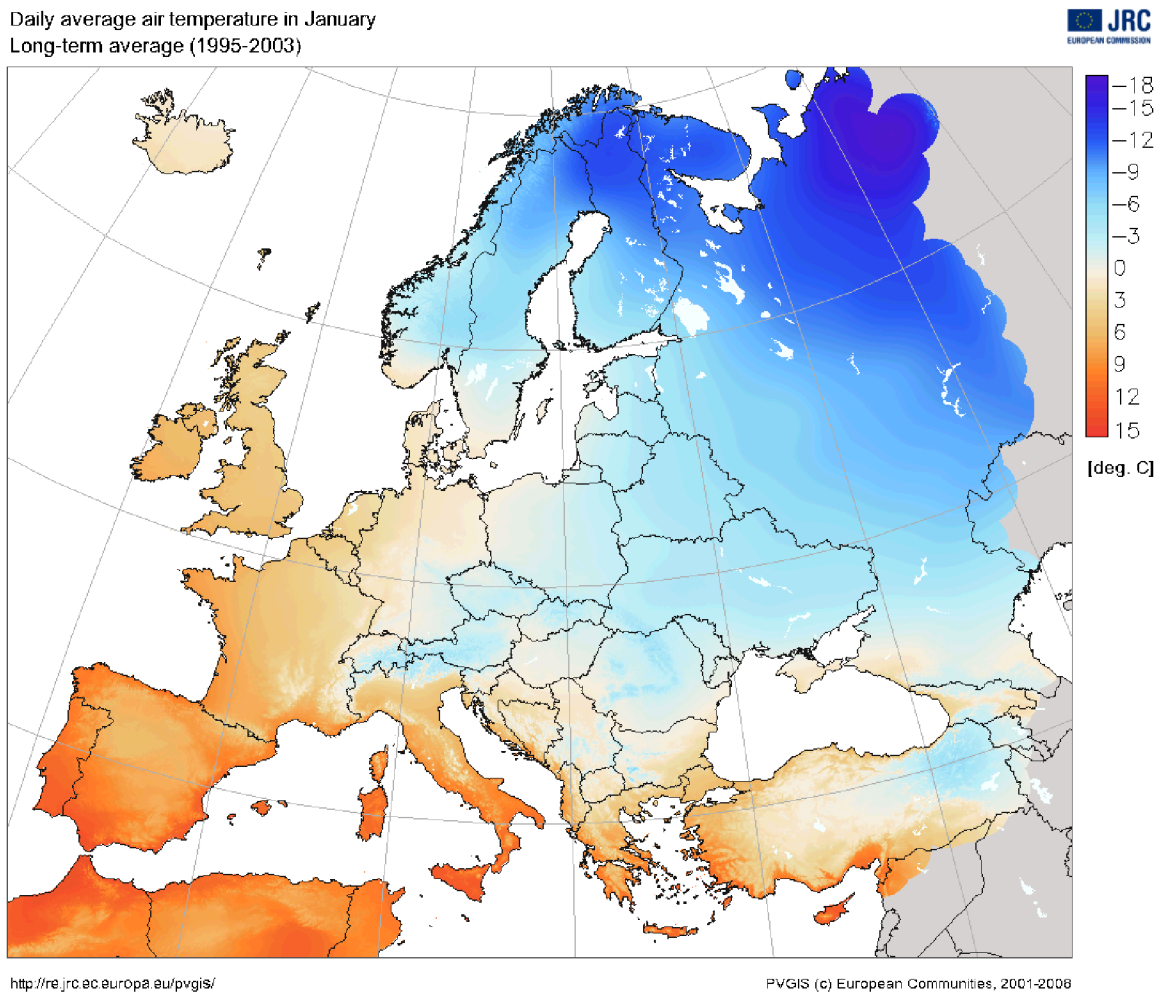 Daily average air temperature in January
Long-term average (1995-2003)
JRC
EUROPEAN COMMISSION
−18
−15
−12
−9
−6
−3
0
3
6
9
12
15
[deg. C]
http://re.jrc.ec.europa.eu/pvgis/
PVGIS (c) European Communities, 2001-2008